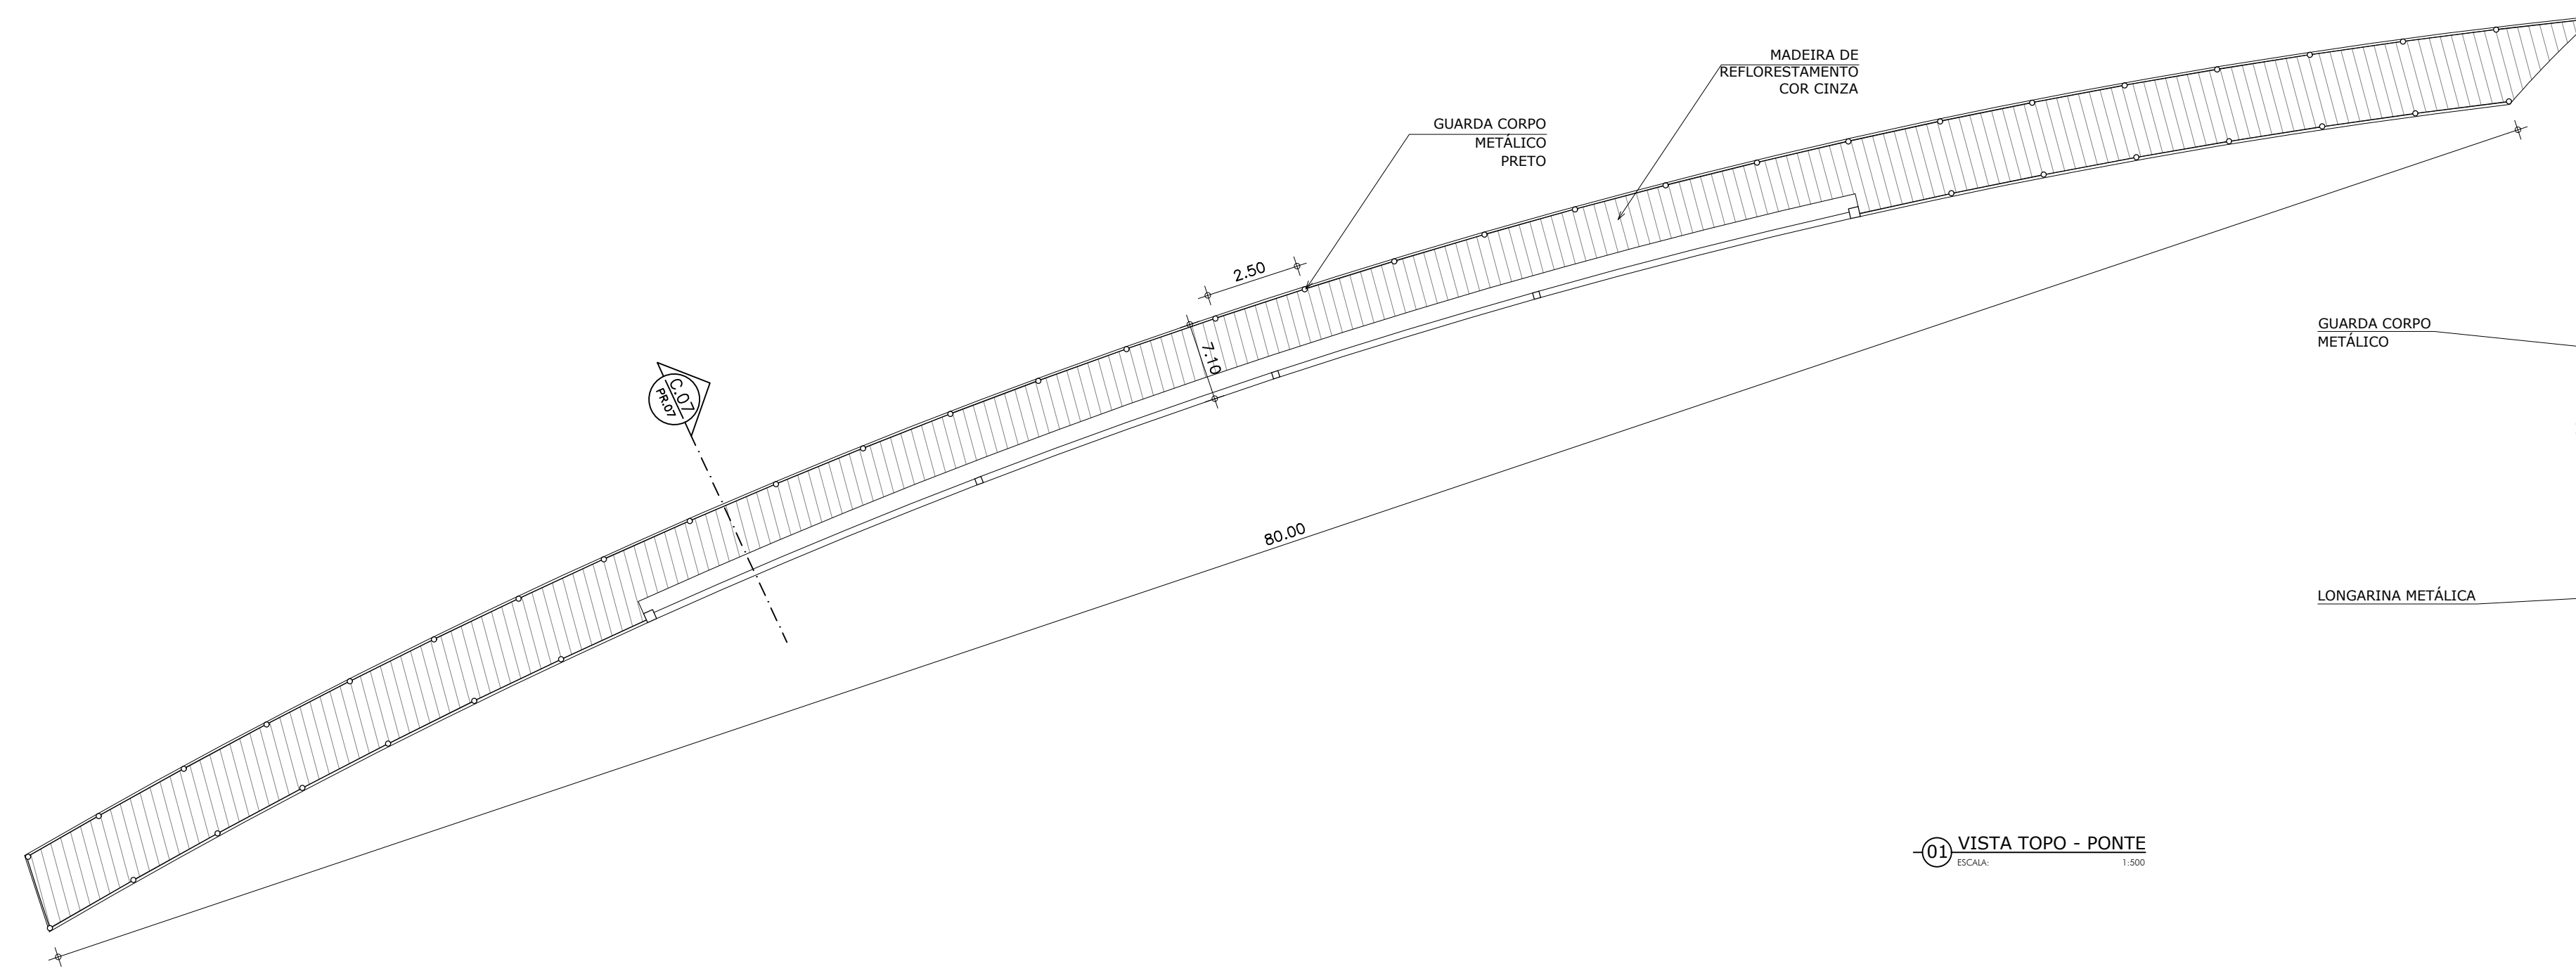 MADEIRA DE
REFLORESTAMENTO
COR CINZA
GUARDA CORPO
METÁLICO
PRETO
2.50
7.10
C.07
PR.07
80.00
GUARDA CORPO
METÁLICO
LONGARINA METÁLICA
01 VISTA TOPO - PONTE
ESCALA: 1:500